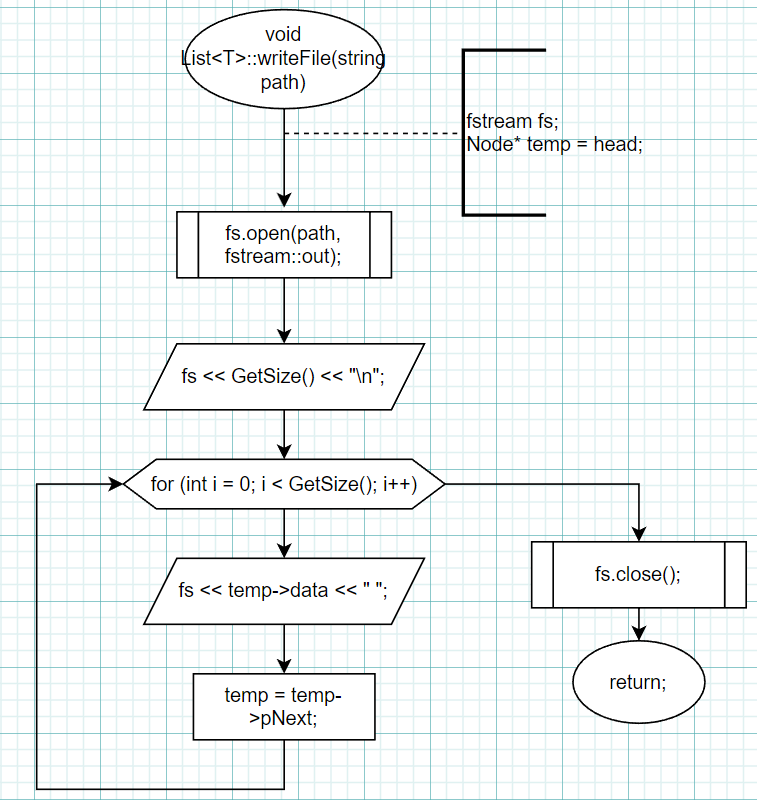 void
List<T>::writeFile(string
path)
fstream fs;
Node* temp = head;
fs.open(path,
fstream::out);
fs << GetSize() << "\n";
for (int i = 0; i < GetSize(); i++)
fs << temp->data << " ";
temp = temp-
>pNext;
fs.close();
return;